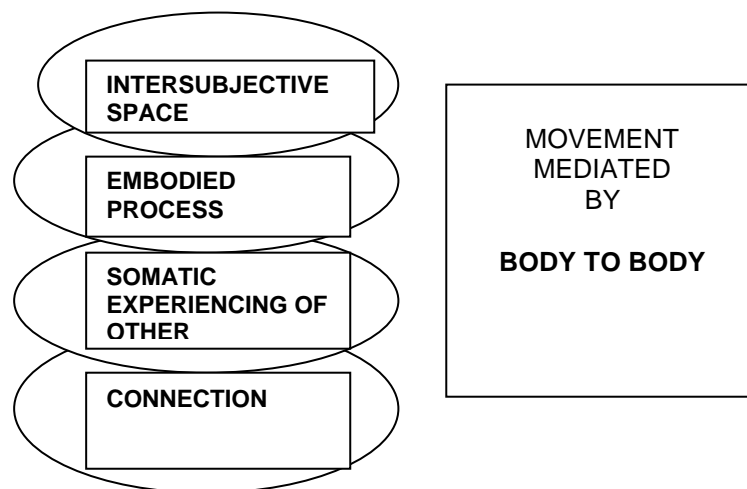 INTERSUBJECTIVE
SPACE
EMBODIED
PROCESS
SOMATIC
EXPERIENCING OF
OTHER
CONNECTION
MOVEMENT
MEDIATED
BY
BODY TO BODY